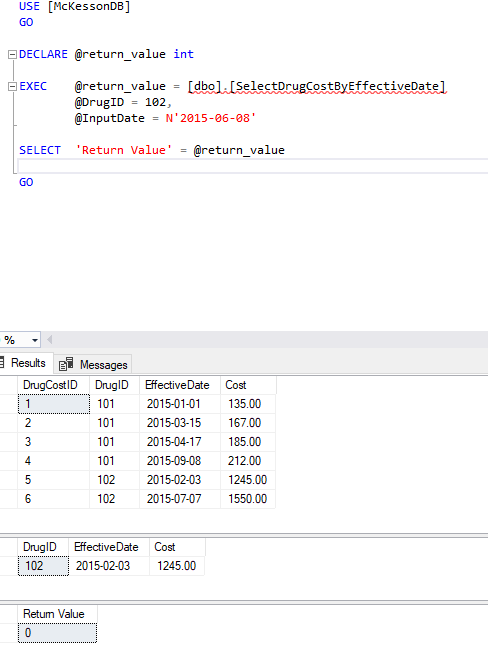 USE [McKessonDB]
GO
DECLARE @return_value int
EXEC @return_value = [dbo].[SelectDrugCostByEffectiveDate]
@DrugID = 102,
@InputDate = N'2015-06-08'
SELECT 'Return Value' = @return_value
GO
%
Results Messages
DrugCostID DrugID EffectiveDate Cost
1 101 2015-01-01 135.00
2 101 2015-03-15 167.00
3 101 2015-04-17 185.00
4 101 2015-09-08 212.00
5 102 2015-02-03 1245.00
6 102 2015-07-07 1550.00
DrugID EffectiveDate Cost
102 2015-02-03 1245.00
Return Value
0